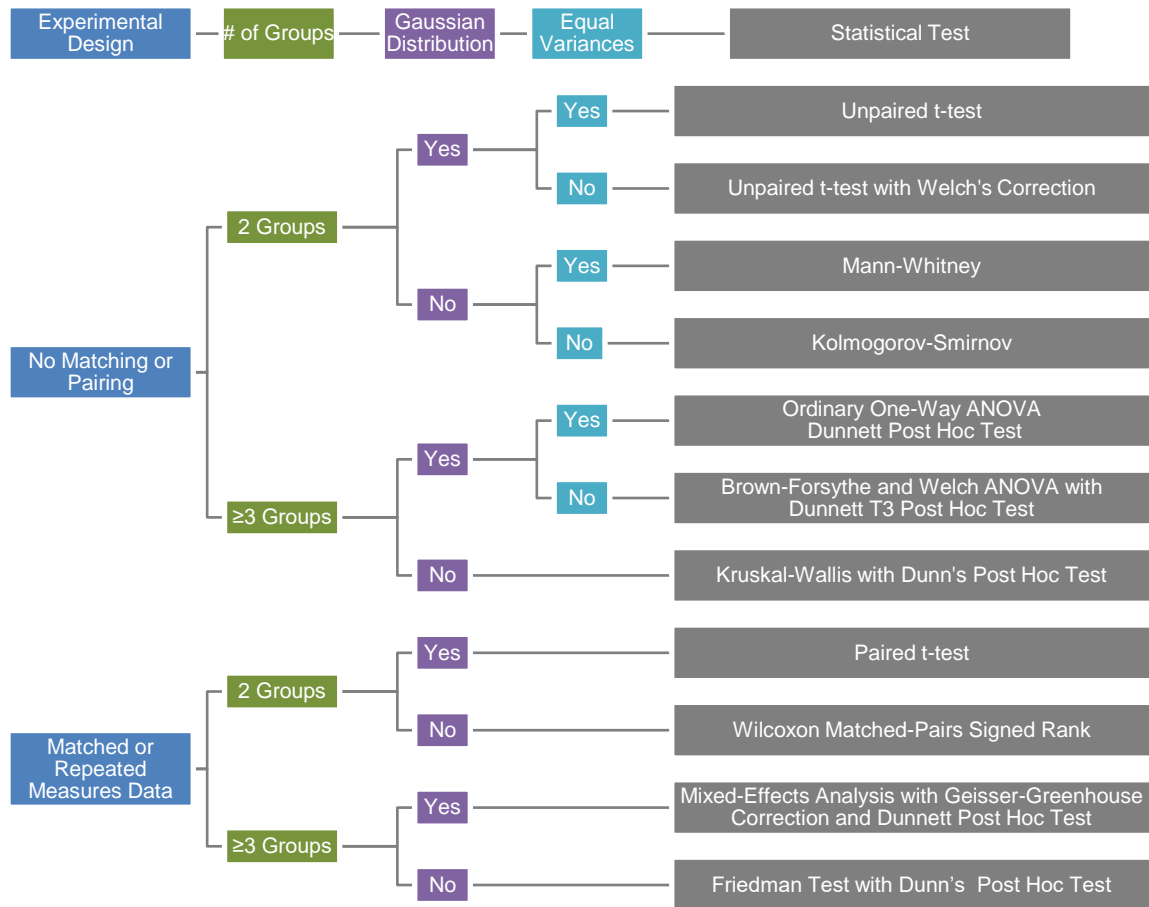 Experimental
Design
# of Groups
Gaussian
Distribution
Equal
Variances
Statistical Test
No Matching or
Pairing
2 Groups
Yes
Yes
Unpaired t-test
No
Unpaired t-test with Welch's Correction
No
Yes
Mann-Whitney
No
Kolmogorov-Smirnov
≥3 Groups
Yes
Yes
Ordinary One-Way ANOVA
Dunnett Post Hoc Test
No
Brown-Forsythe and Welch ANOVA with
Dunnett T3 Post Hoc Test
No
Kruskal-Wallis with Dunn's Post Hoc Test
Matched or
Repeated
Measures Data
2 Groups
Yes
Paired t-test
No
Wilcoxon Matched-Pairs Signed Rank
≥3 Groups
Yes
Mixed-Effects Analysis with Geisser-Greenhouse
Correction and Dunnett Post Hoc Test
No
Friedman Test with Dunn’s  Post Hoc Test